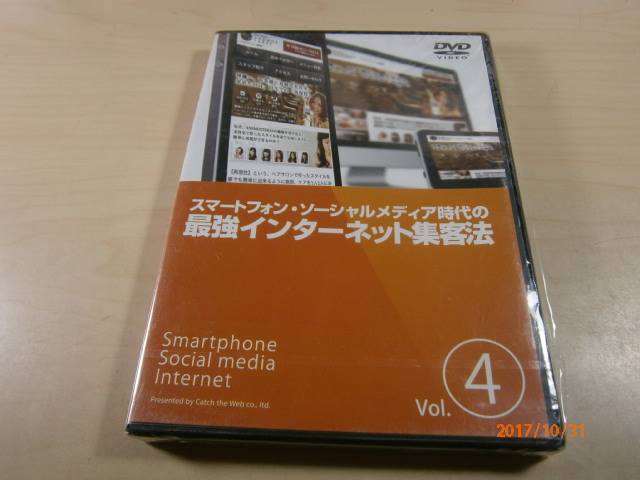 DVD
VIDEO
スマートフォン・ソーシャルメディア時代の
最強インターネット集客法
Smartphone
Social media
Internet
Presented by Catch the Web co., ltd.
Vol. 4
2017/10/31